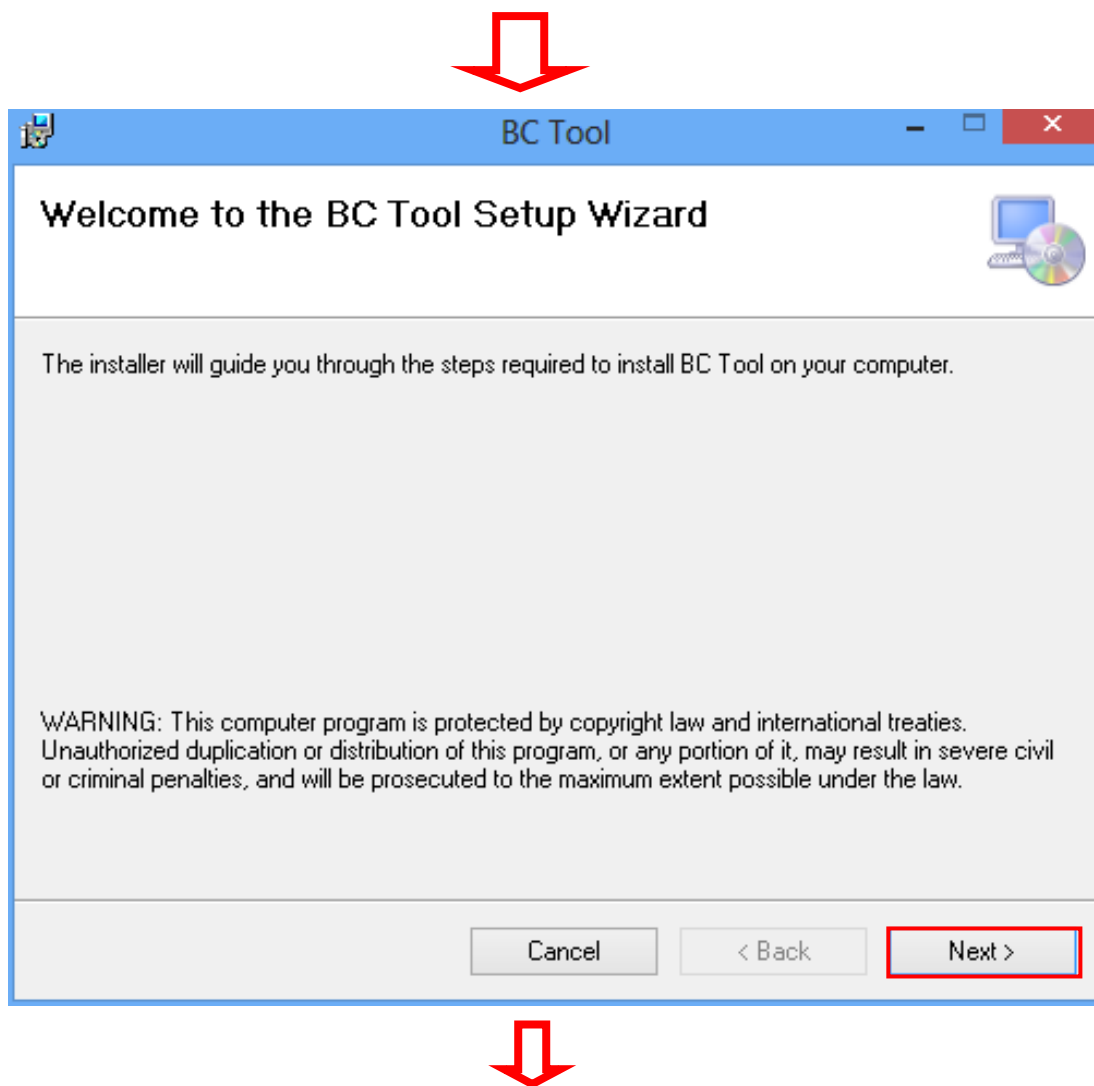 BC Tool
Welcome to the BC Tool Setup Wizard
The installer will guide you through the steps required to install BC Tool on your computer.
WARNING: This computer program is protected by copyright law and international treaties.
Unauthorized duplication or distribution of this program, or any portion of it, may result in severe civil
or criminal penalties, and will be prosecuted to the maximum extent possible under the law.
Cancel
< Back
Next >